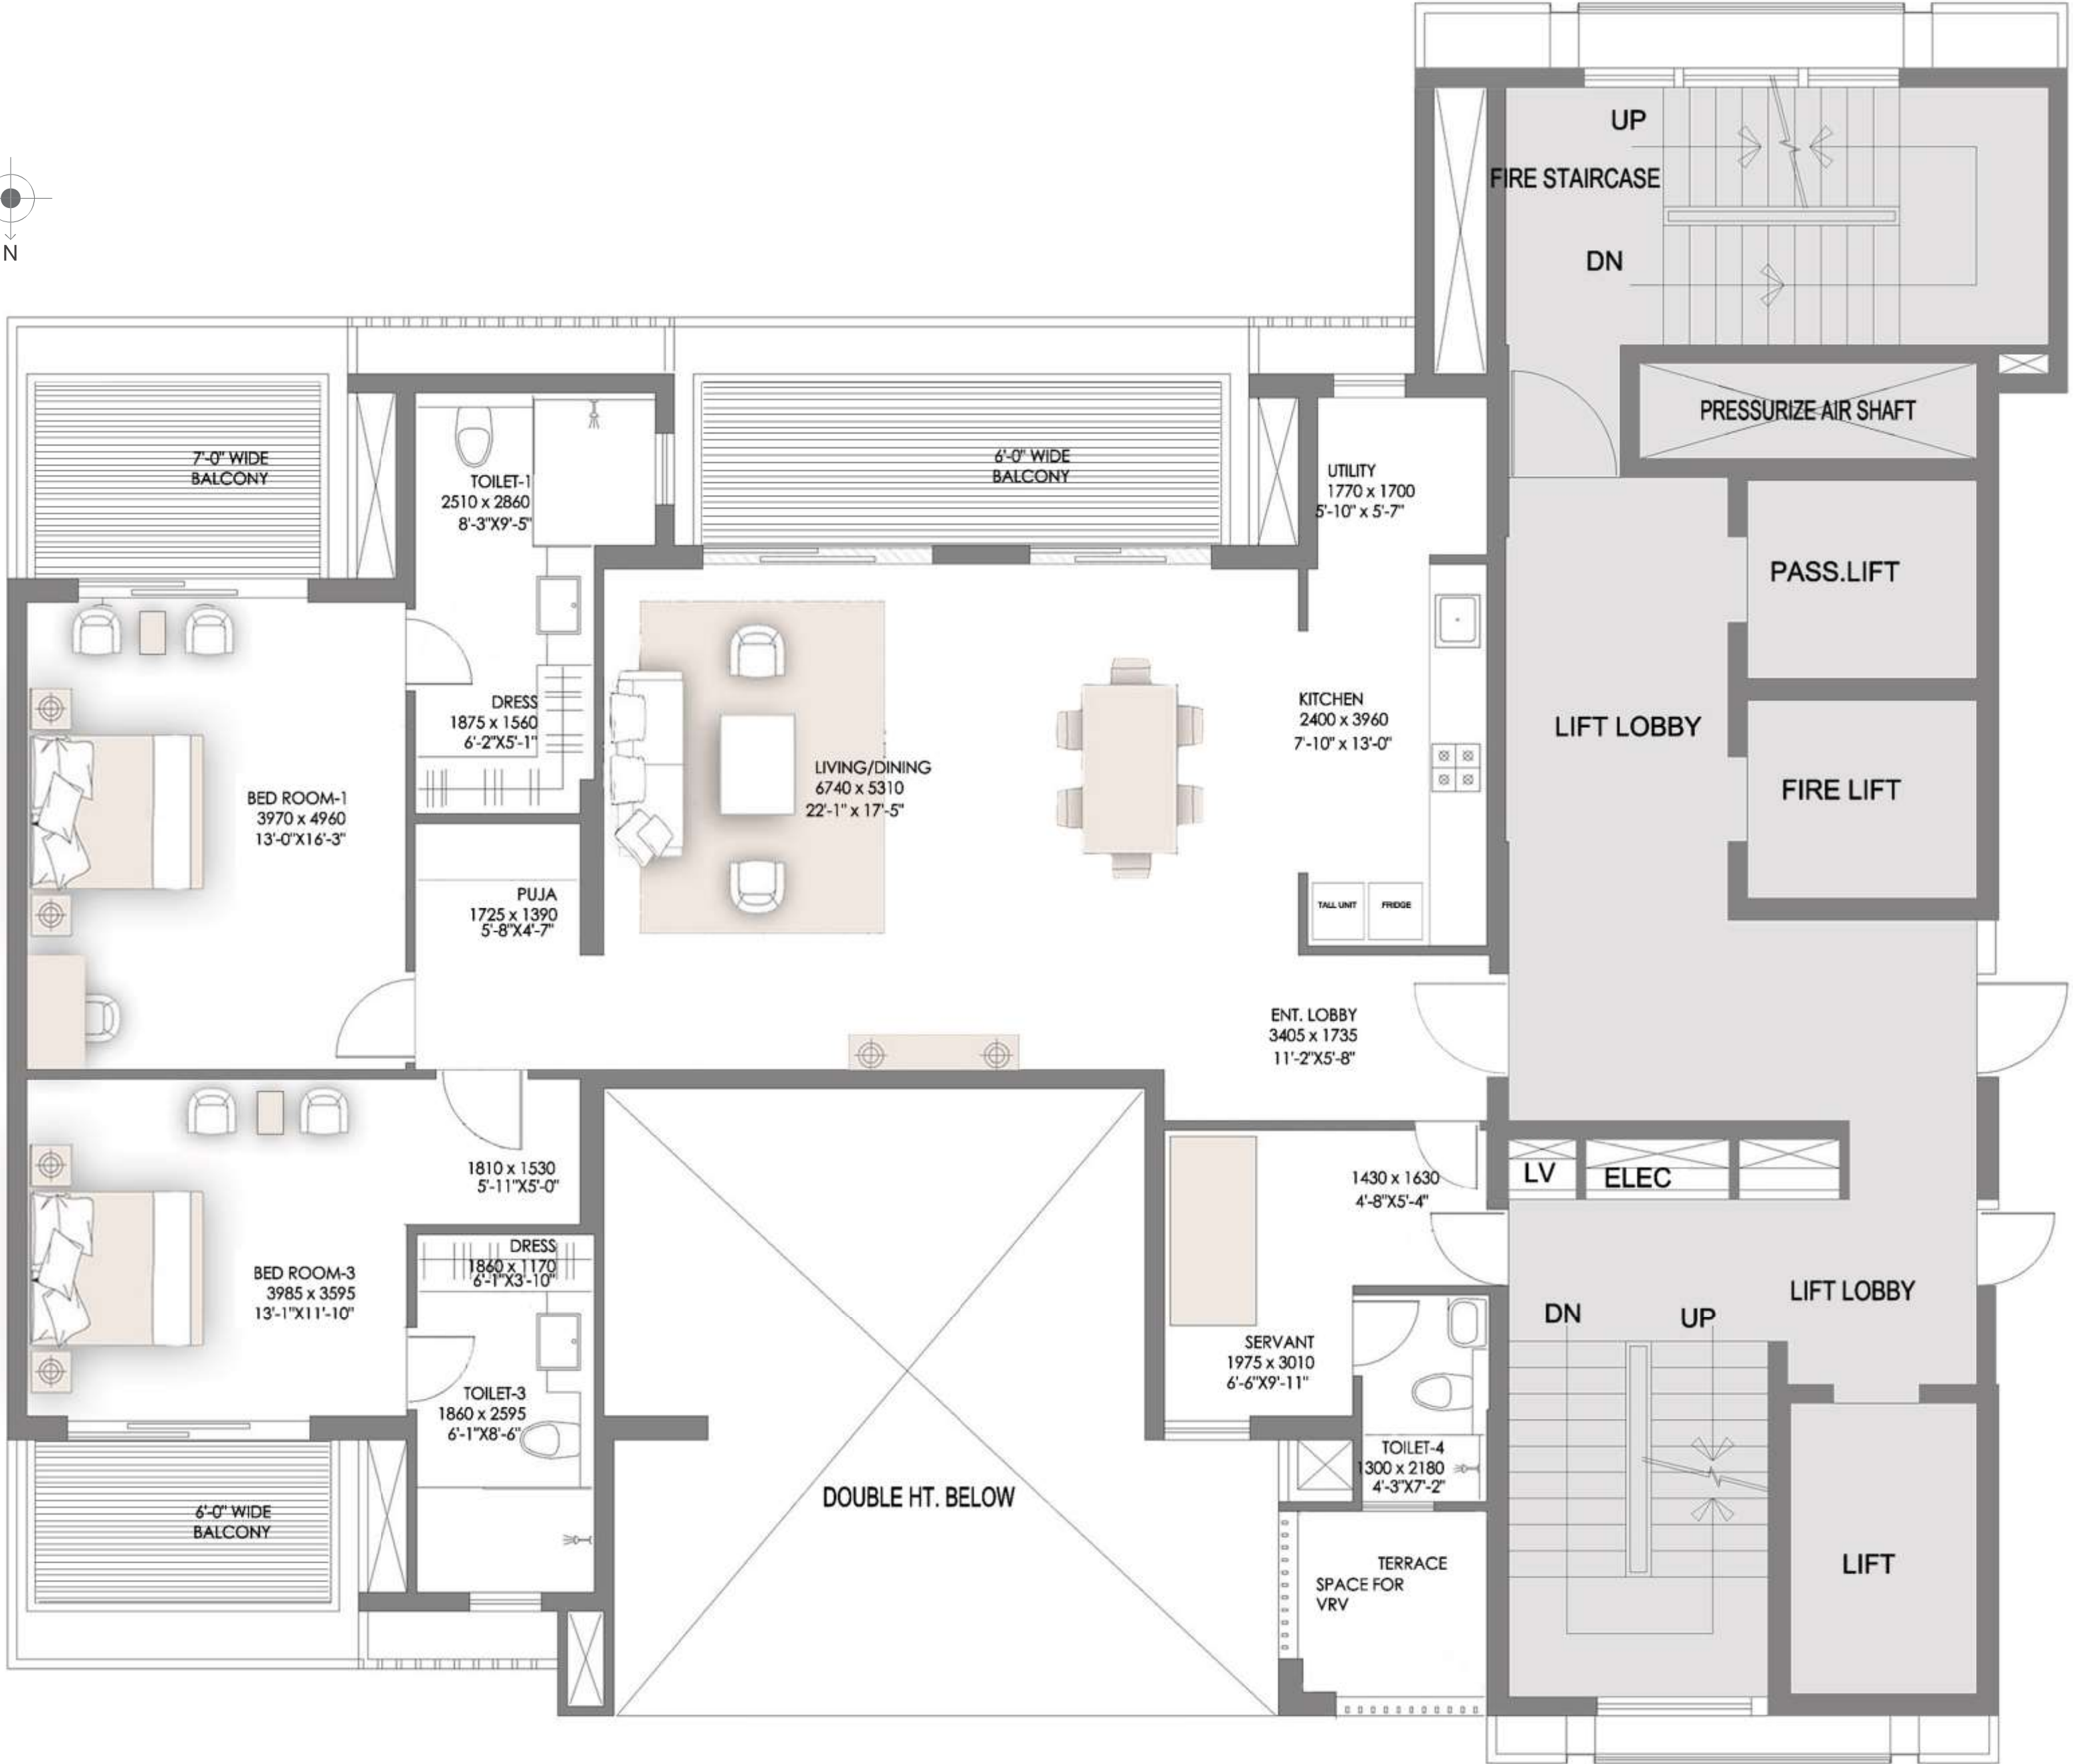 UP
FIRE STAIRCASE
DN
N
PRESSURIZE AIR SHAFT
7'-0" WIDE
BALCONY
TOILET-1
2510 x 2860
8'-3"X9'-5"
6'-0" WIDE
BALCONY
UTILITY
1770 x 1700
5'-10" x 5'-7"
PASS.LIFT
DRESS
1875 x 1560
6'-2"X5'-1"
KITCHEN
2400 x 3960
7'-10" x 13'-0"
LIFT LOBBY
FIRE LIFT
BED ROOM-1
3970 x 4960
13'-0"X16'-3"
LIVING/DINING
6740 x 5310
22'-1" x 17'-5"
PUJA
1725 x 1390
5'-8"X4'-7"
TALL UNIT
FRIDGE
ENT. LOBBY
3405 x 1735
11'-2"X5'-8"
1810 x 1530
5'-11"X5'-0"
1430 x 1630
4'-8"X5'-4"
LV
ELEC
DRESS
1860 x 1170
6'-1"X3'-10"
BED ROOM-3
3985 x 3595
13'-1"X11'-10"
LIFT LOBBY
DN
UP
SERVANT
1975 x 3010
6'-6"X9'-11"
TOILET-3
1860 x 2595
6'-1"X8'-6"
TOILET-4
1300 x 2180
4'-3"X7'-2"
6'-0" WIDE
BALCONY
DOUBLE HT. BELOW
TERRACE
SPACE FOR
VRV
LIFT